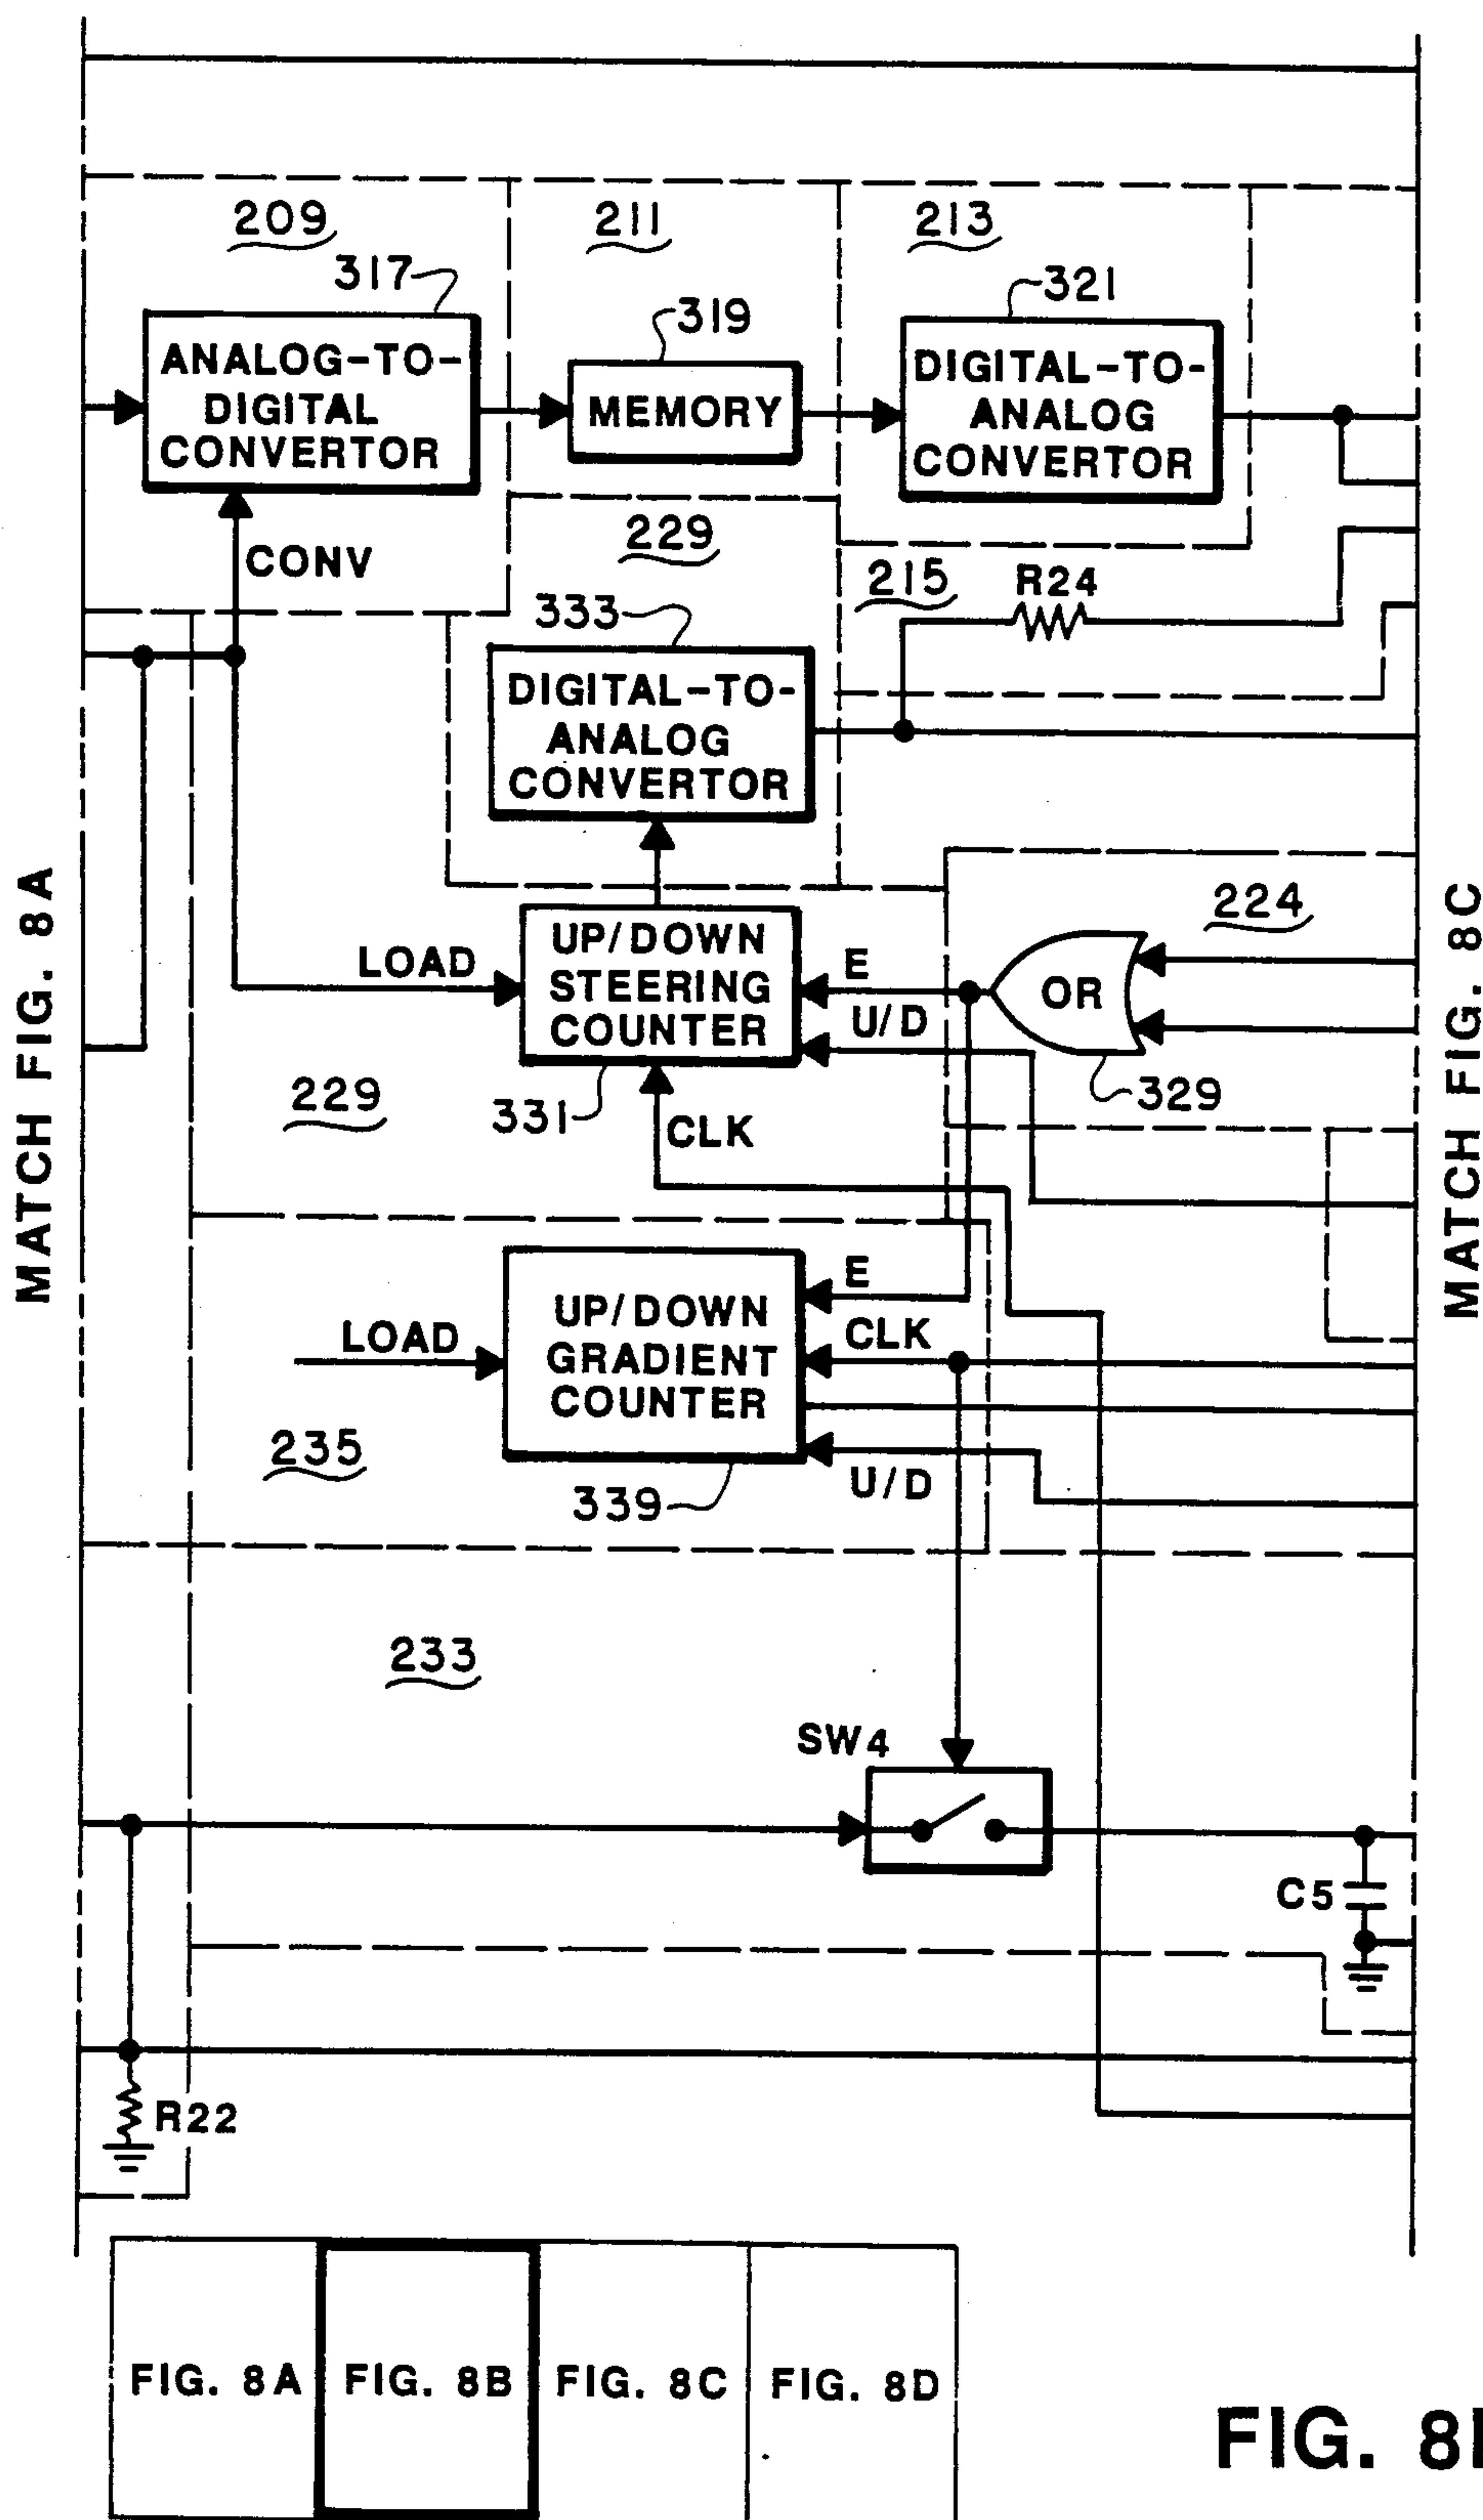 209
211
213
317
319
321
ANALOG-TO-
DIGITAL
CONVERTOR
MEMORY
DIGITAL-TO-
ANALOG
CONVERTOR
CONV
229
215
R24
333
DIGITAL-TO-
ANALOG
CONVERTOR
MATCH FIG. 8A
MATCH FIG. 8C
224
LOAD
UP/DOWN
STEERING
COUNTER
E
U/D
OR
229
331
CLK
329
LOAD
UP/DOWN
GRADIENT
COUNTER
E
CLK
U/D
235
339
233
SW4
C5
R22
FIG. 8A
FIG. 8B
FIG. 8C
FIG. 8D
FIG.